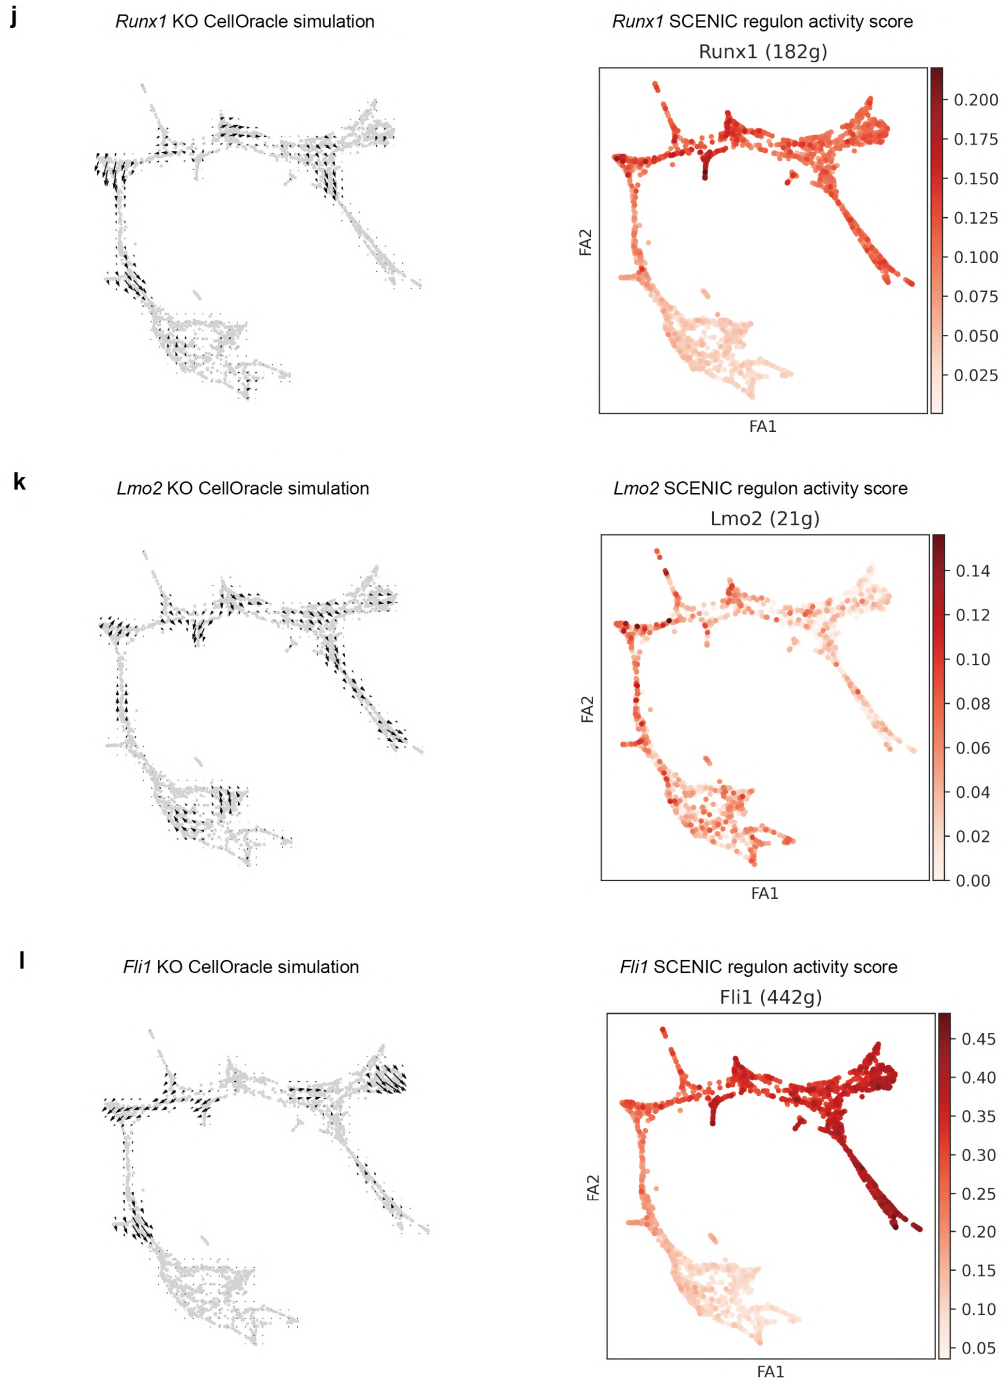 j
Runx1 KO CellOracle simulation
Runx1 SCENIC regulon activity score
Runx1 (182g)
0.200
0.175
0.150
0.125
0.100
0.075
0.050
0.025
FA2
FA1
k
Lmo2 KO CellOracle simulation
Lmo2 SCENIC regulon activity score
Lmo2 (21g)
0.14
0.12
0.10
0.08
0.06
0.04
0.02
0.00
FA2
FA1
l
Fli1 KO CellOracle simulation
Fli1 SCENIC regulon activity score
Fli1 (442g)
0.45
0.40
0.35
0.30
0.25
0.20
0.15
0.10
0.05
FA2
FA1